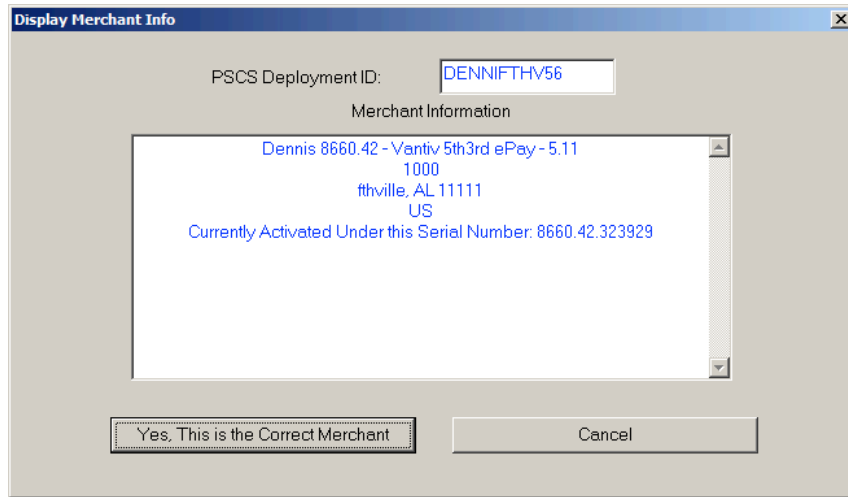 Display Merchant Info
PSCS Deployment ID: DENNIFTHV56
Merchant Information
Dennis 8660.42 - Vantiv 5th3rd ePay - 5.11
1000
fthville, AL 11111
US
Currently Activated Under this Serial Number: 8660.42.323929
Yes, This is the Correct Merchant Cancel